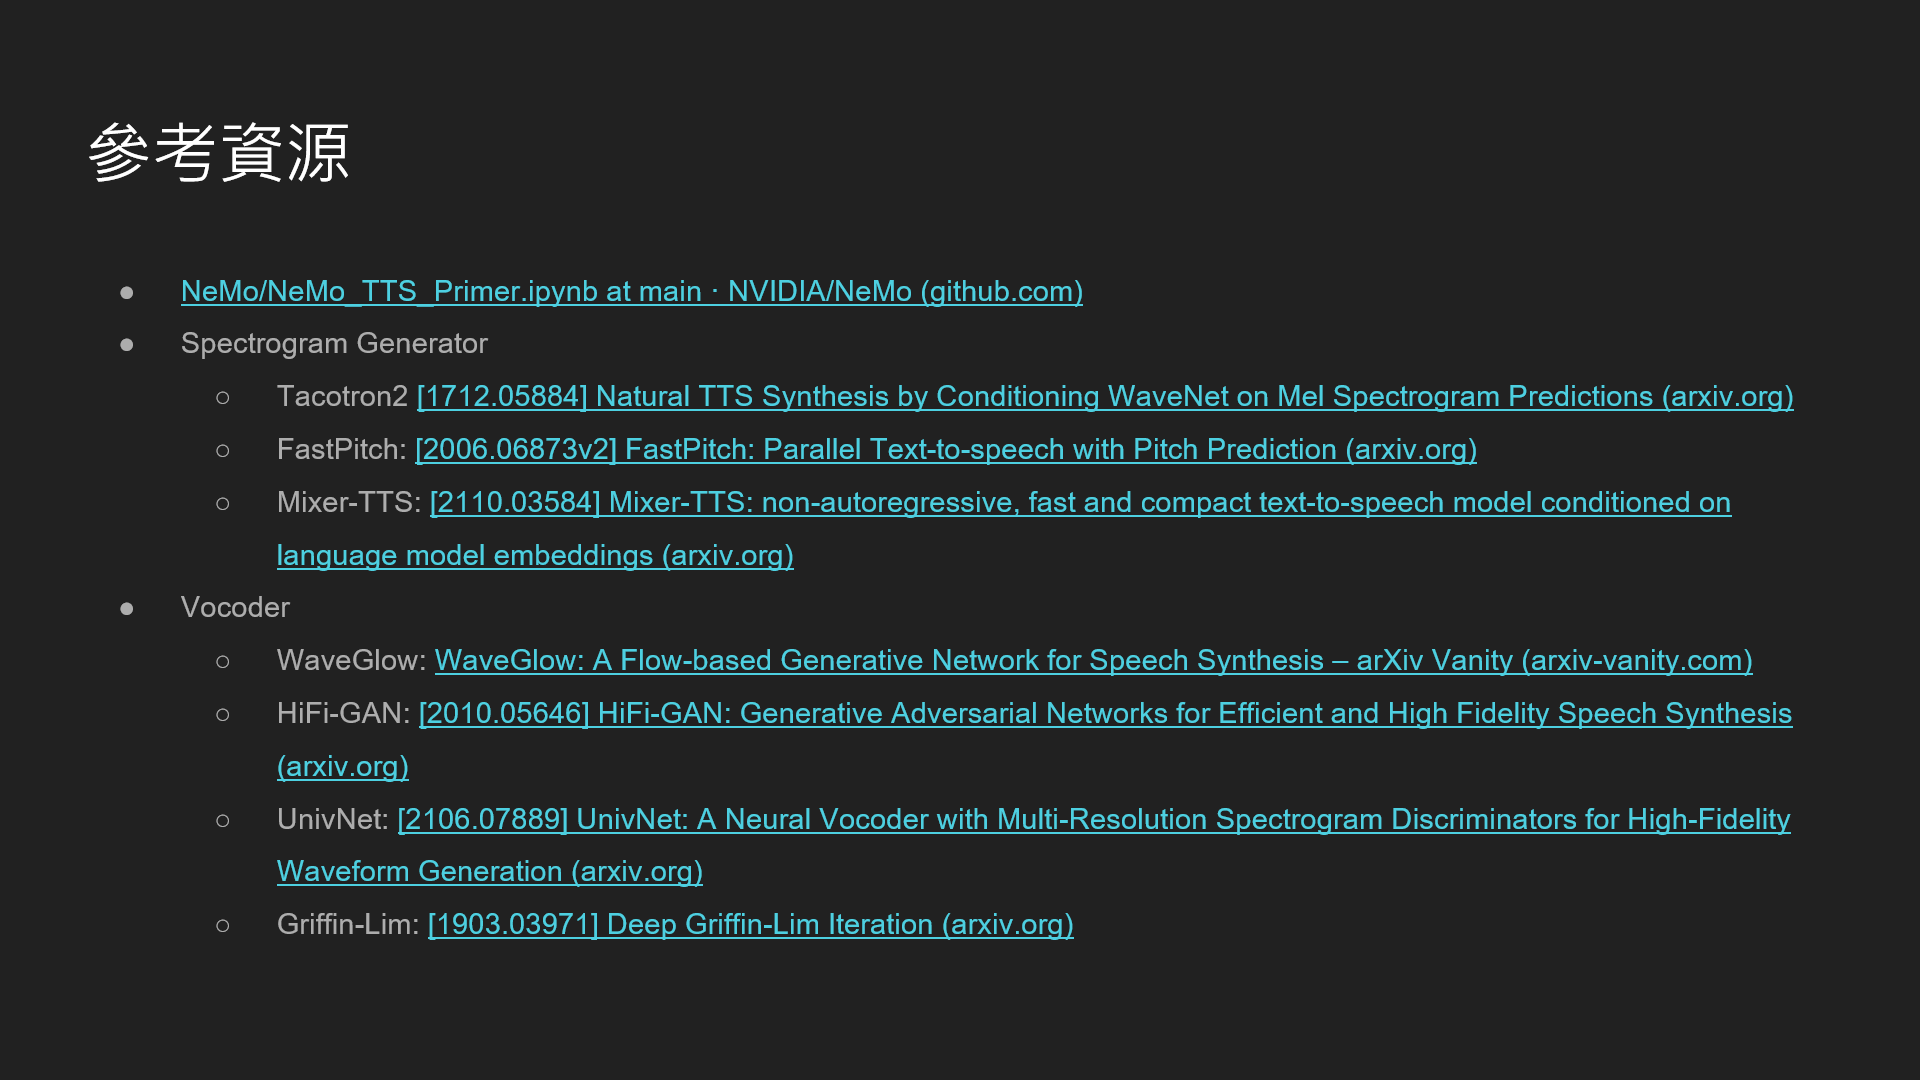 參考資源
● NeMo/NeMo_TTS_Primer.ipynb at main · NVIDIA/NeMo (github.com)
● Spectrogram Generator
○ Tacotron2 [1712.05884] Natural TTS Synthesis by Conditioning WaveNet on Mel Spectrogram Predictions (arxiv.org)
○ FastPitch: [2006.06873v2] FastPitch: Parallel Text-to-speech with Pitch Prediction (arxiv.org)
○ Mixer-TTS: [2110.03584] Mixer-TTS: non-autoregressive, fast and compact text-to-speech model conditioned on
language model embeddings (arxiv.org)
● Vocoder
○ WaveGlow: WaveGlow: A Flow-based Generative Network for Speech Synthesis – arXiv Vanity (arxiv-vanity.com)
○ HiFi-GAN: [2010.05646] HiFi-GAN: Generative Adversarial Networks for Efficient and High Fidelity Speech Synthesis
(arxiv.org)
○ UnivNet: [2106.07889] UnivNet: A Neural Vocoder with Multi-Resolution Spectrogram Discriminators for High-Fidelity
Waveform Generation (arxiv.org)
○ Griffin-Lim: [1903.03971] Deep Griffin-Lim Iteration (arxiv.org)